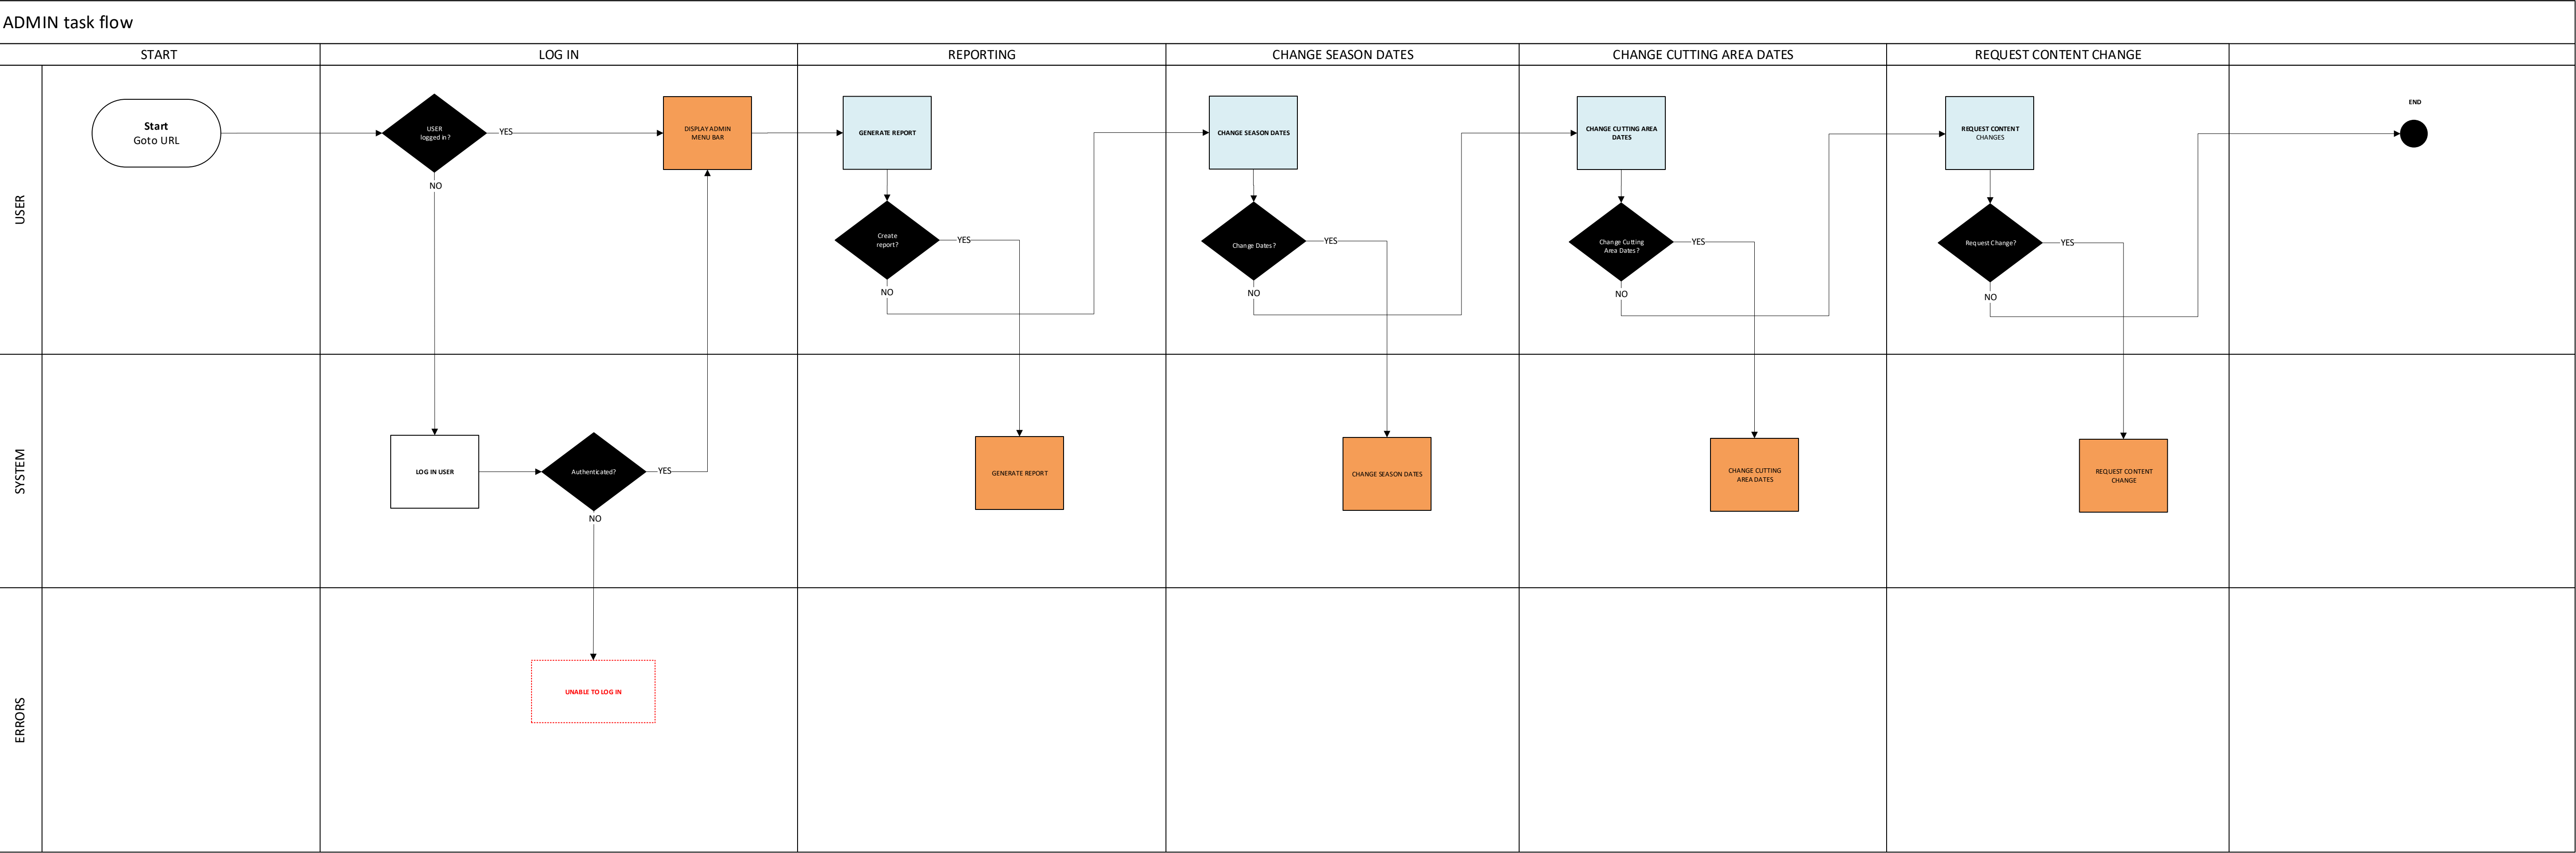 ADMIN task flow
START
LOG IN
REPORTING
CHANGE SEASON DATES
CHANGE CUTTING AREA DATES
REQUEST CONTENT CHANGE
USER
Start
Goto URL
USER
logged in?
YES
NO
DISPLAY ADMIN
MENU BAR
GENERATE REPORT
Create
report?
YES
NO
CHANGE SEASON DATES
Change Dates?
YES
NO
CHANGE CUTTING AREA
DATES
Change Cutting
Area Dates?
YES
NO
REQUEST CONTENT
CHANGES
Request Change?
YES
NO
END
SYSTEM
LOG IN USER
Authenticated?
YES
NO
GENERATE REPORT
CHANGE SEASON DATES
CHANGE CUTTING
AREA DATES
REQUEST CONTENT
CHANGE
ERRORS
UNABLE TO LOG IN